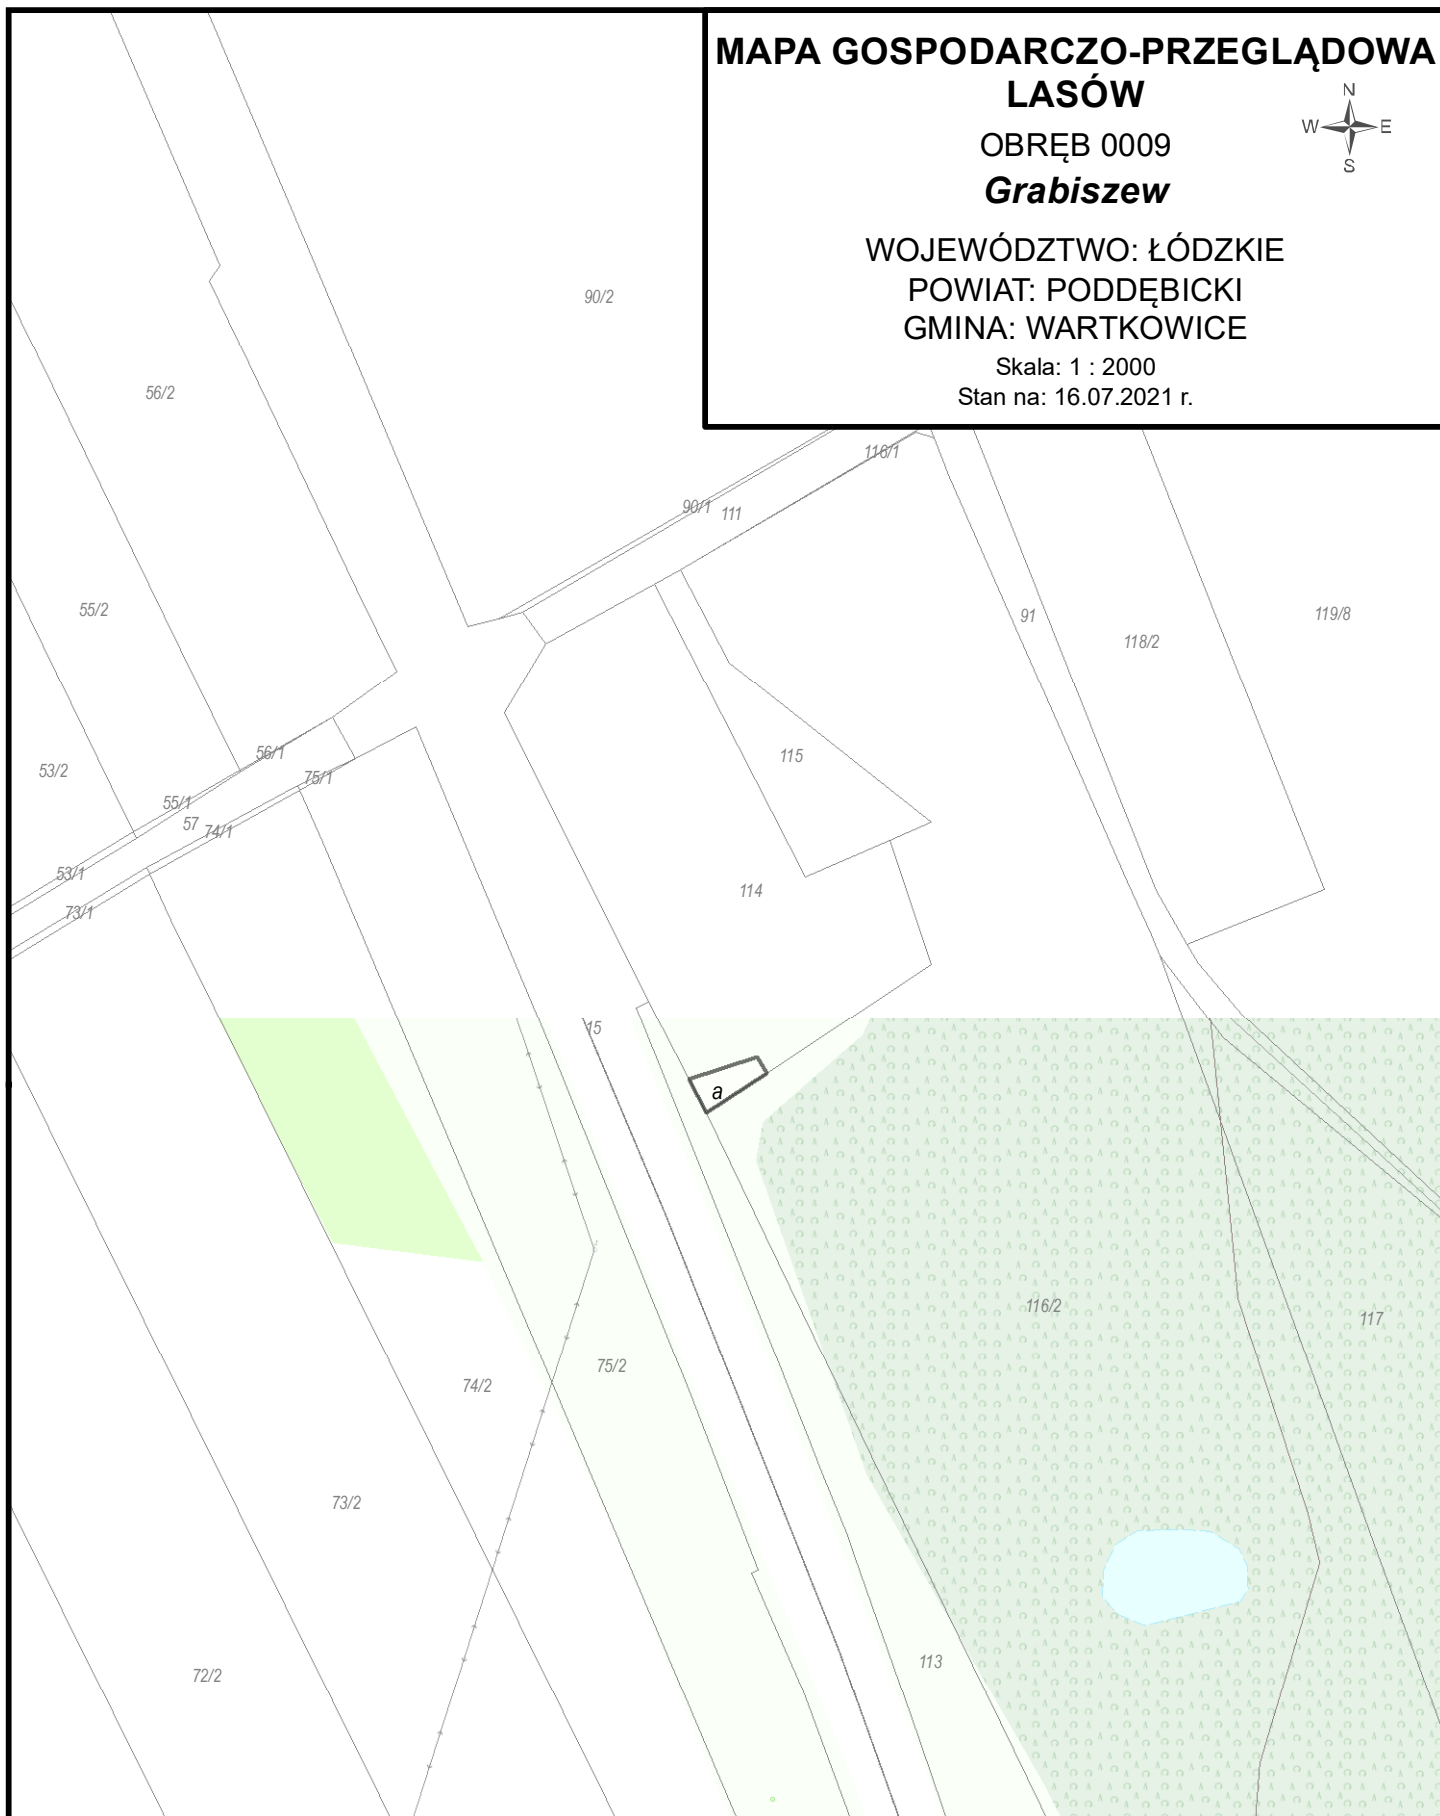 MAPA GOSPODARCZO-PRZEGLĄDOWA
LASÓW
OBRĘB 0009
Grabiszew
WOJEWÓDZTWO: ŁÓDZKIE
POWIAT: PODDĘBICKI
GMINA: WARTKOWICE
Skala: 1 : 2000
Stan na: 16.07.2021 r.
N
W
E
S
90/2
56/2
116/1
90/1
111
55/2
91
118/2
119/8
56/1
115
53/2
75/1
55/1
57
74/1
53/1
114
73/1
15
a
116/2
117
75/2
74/2
73/2
113
72/2